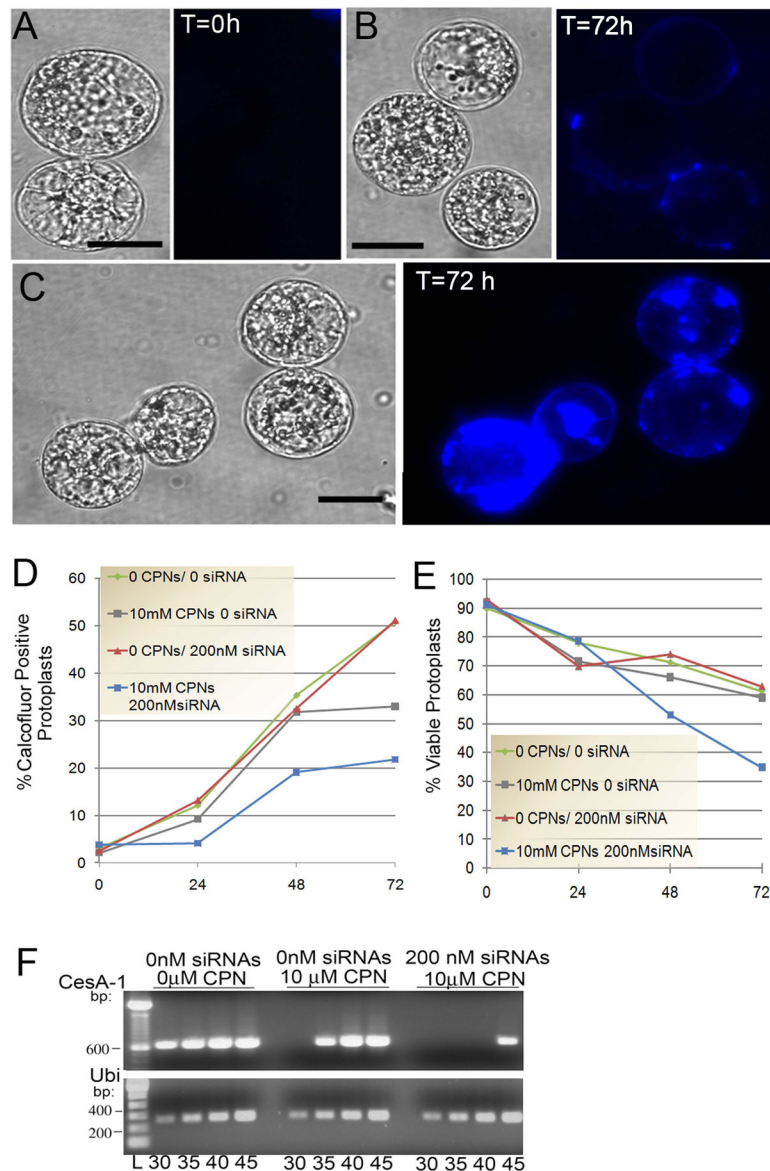 A
T=0h
B
T=72h
C
T=72 h
D
60
50
40
30
20
10
0
% Calcofluor Positive
Protoplasts
0 CPNs/ 0 siRNA
10mM CPNs 0 siRNA
0 CPNs/ 200nM siRNA
10mM CPNs
200nMsiRNA
0 24 48 72
E
100
90
80
70
60
50
40
30
20
10
0
% Viable Protoplasts
0 CPNs/ 0 siRNA
10mM CPNs 0 siRNA
0 CPNs/ 200nM siRNA
10mM CPNs 200nMsiRNA
0 24 48 72
F
0nM siRNAs 0nM siRNAs 200 nM siRNAs
0µM CPN 10 µM CPN 10µM CPN
CesA-1
bp:
600
Ubi
bp:
400
200
L 30 35 40 45 30 35 40 45 30 35 40 45